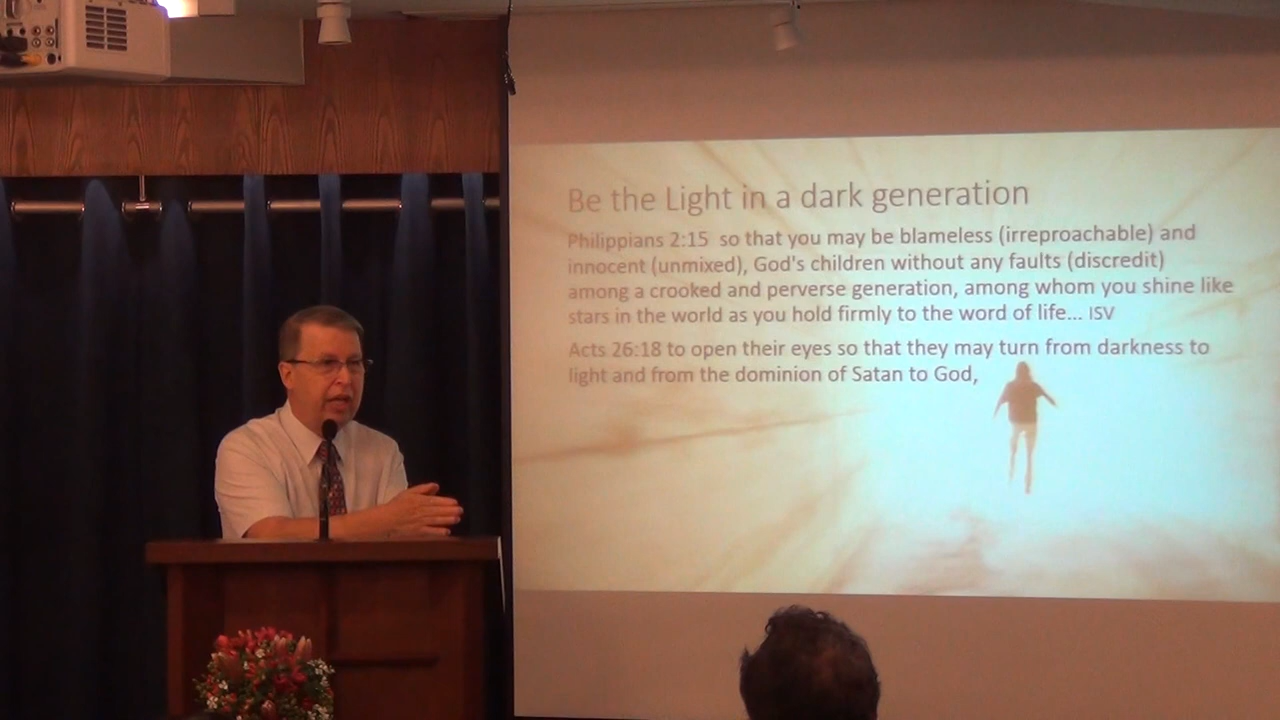 Be the Light in a dark generation
Philippians 2:15 so that you may be blameless (irreproachable) and
innocent (unmixed), God's children without any faults (discredit)
among a crooked and perverse generation, among whom you shine like
stars in the world as you hold firmly to the word of life... ISV
Acts 26:18 to open their eyes so that they may turn from darkness to
light and from the dominion of Satan to God,